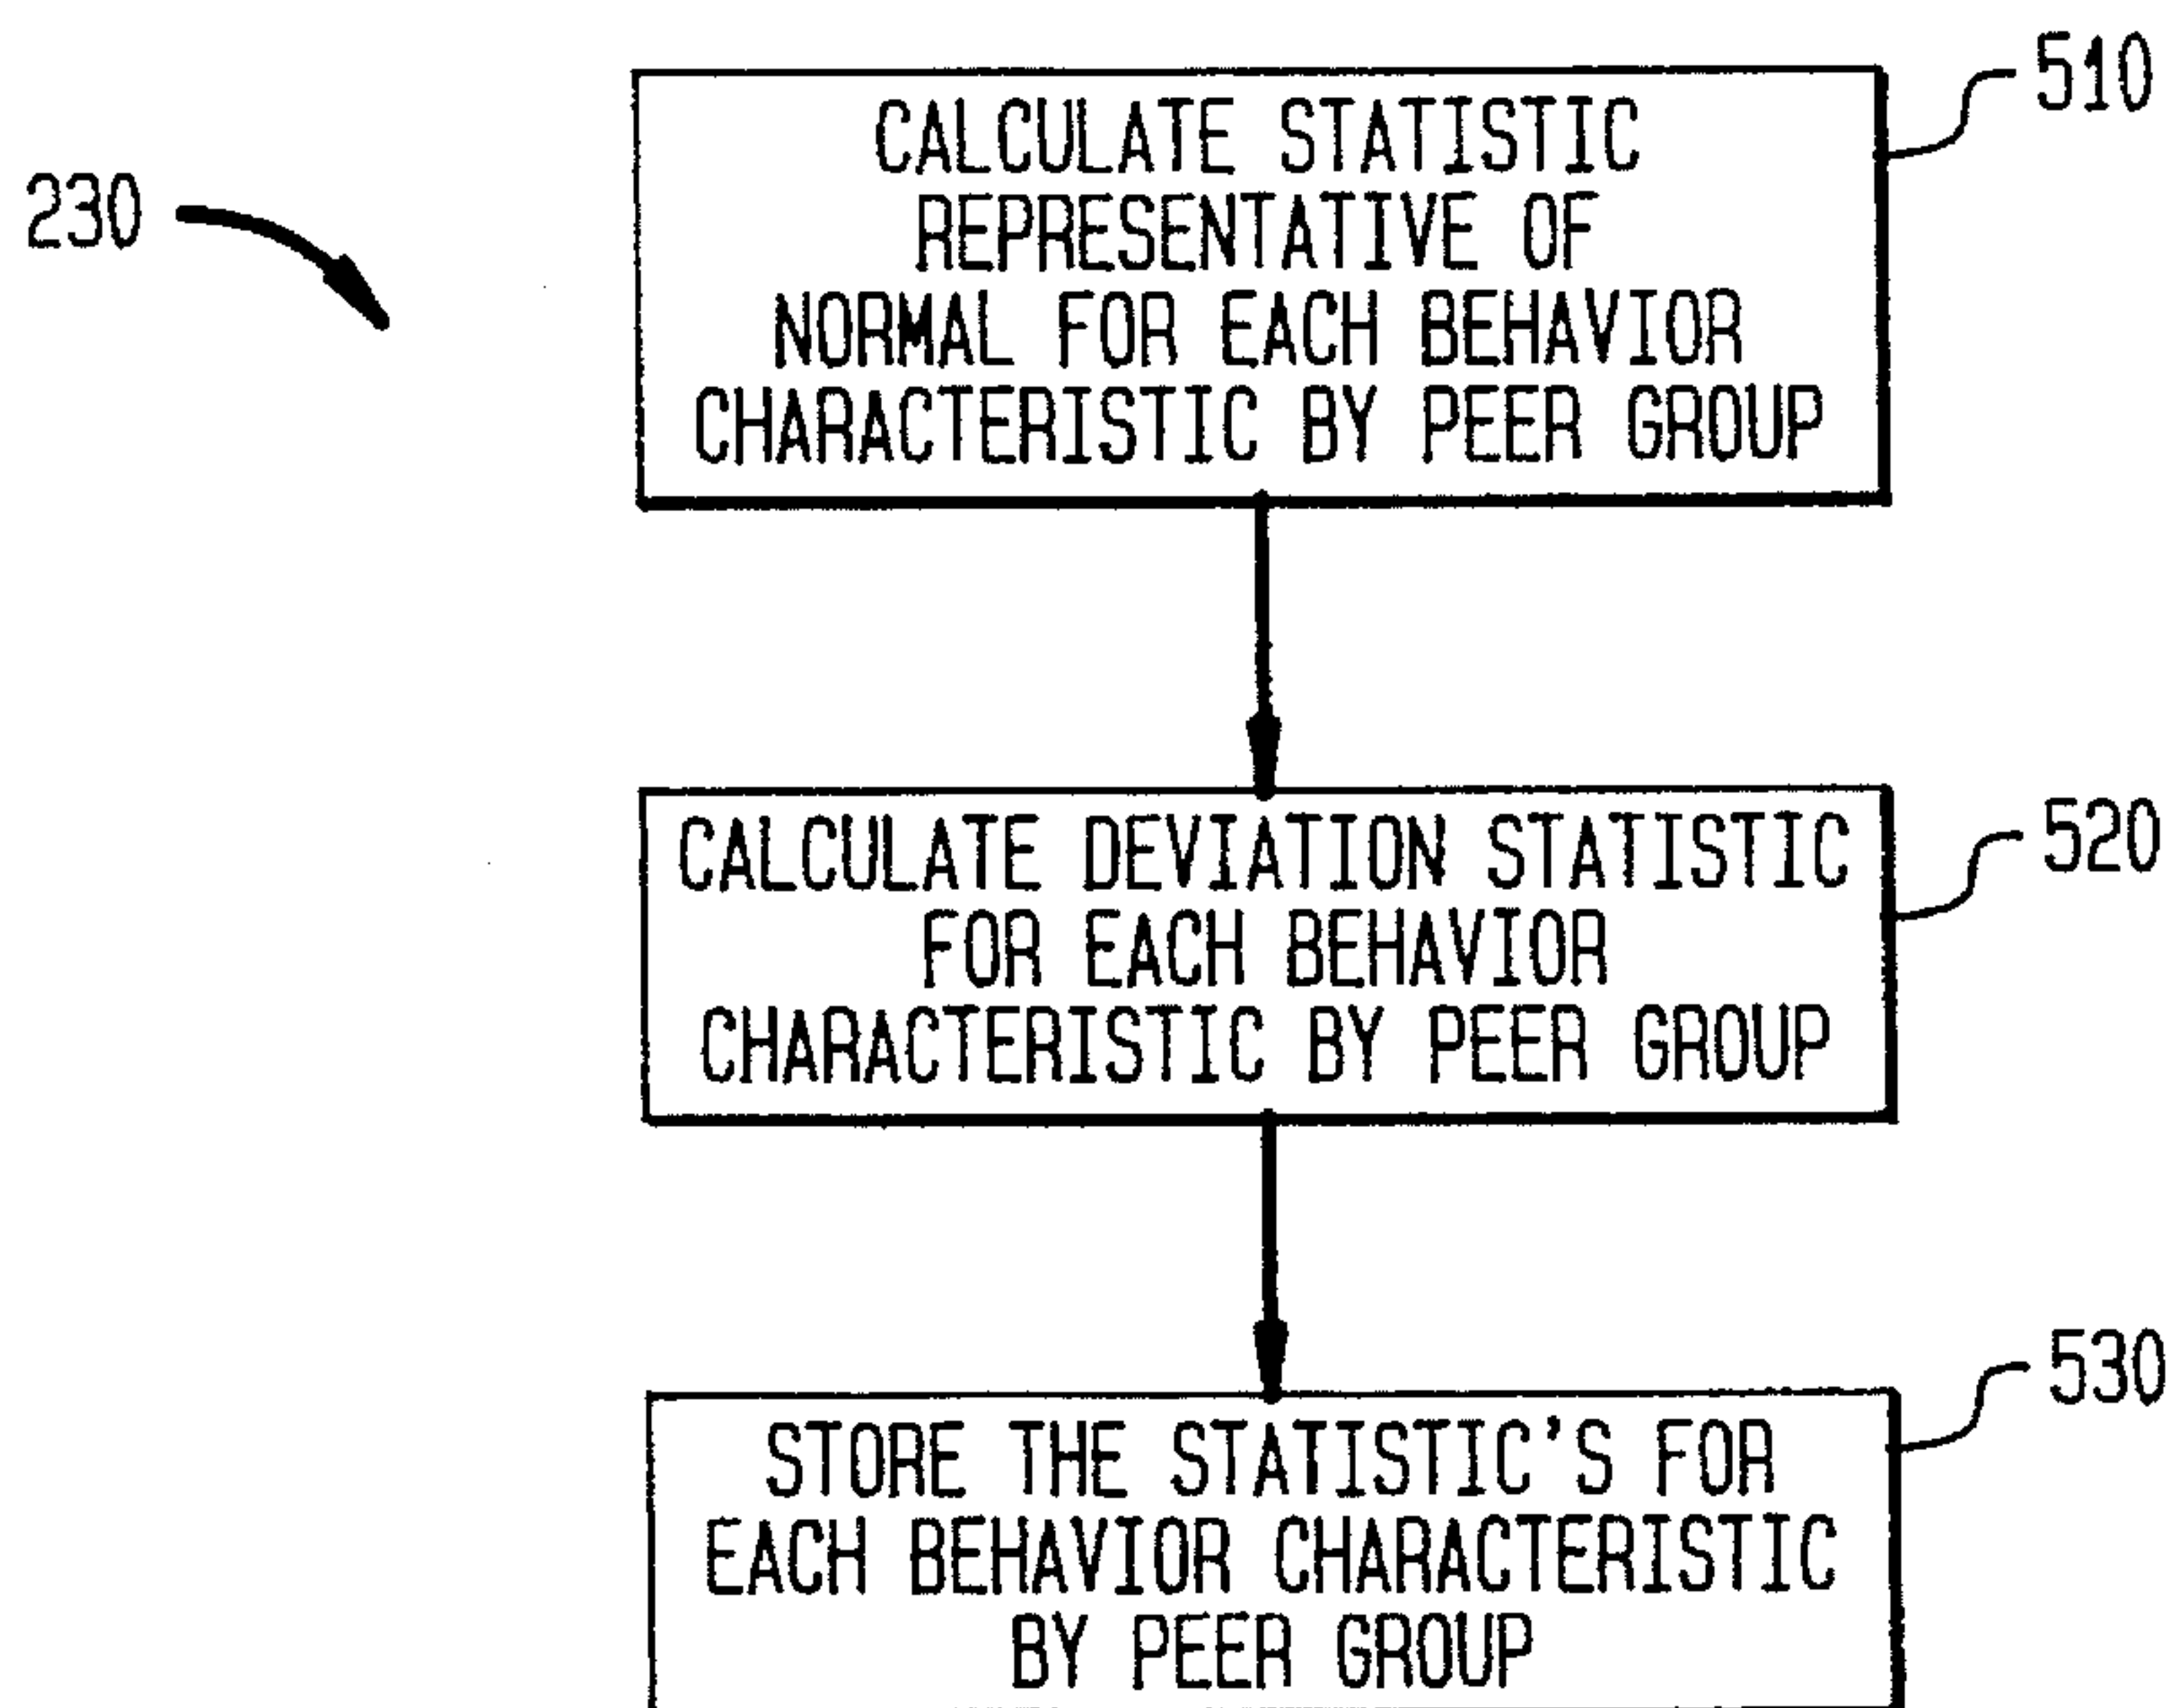 510
CALCULATE STATISTIC
REPRESENTATIVE OF
NORMAL FOR EACH BEHAVIOR
CHARACTERISTIC BY PEER GROUP
230
520
CALCULATE DEVIATION STATISTIC
FOR EACH BEHAVIOR
CHARACTERISTIC BY PEER GROUP
530
STORE THE STATISTIC'S FOR
EACH BEHAVIOR CHARACTERISTIC
BY PEER GROUP